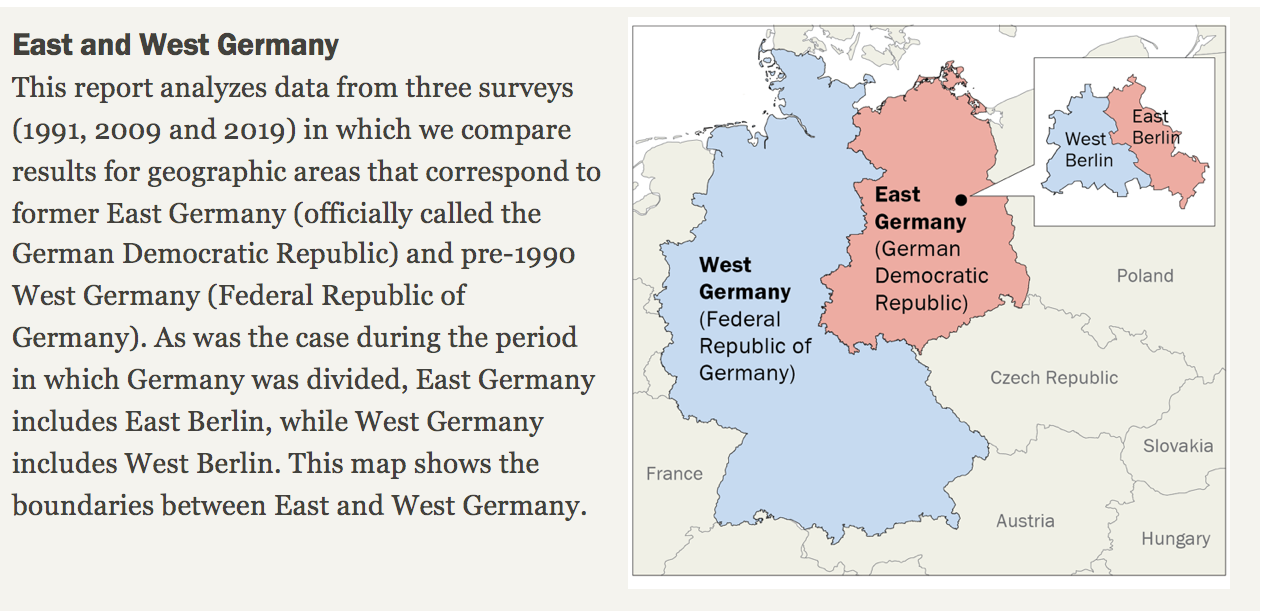 East and West Germany
This report analyzes data from three surveys
(1991, 2009 and 2019) in which we compare
results for geographic areas that correspond to
former East Germany (officially called the
German Democratic Republic) and pre-1990
West Germany (Federal Republic of
Germany). As was the case during the period
in which Germany was divided, East Germany
includes East Berlin, while West Germany
includes West Berlin. This map shows the
boundaries between East and West Germany.
East
Berlin
West
Berlin
East
Germany
(German
Democratic
Republic)
West
Germany
(Federal
Republic of
Germany)
Poland
Czech Republic
Slovakia
France
Austria
Hungary